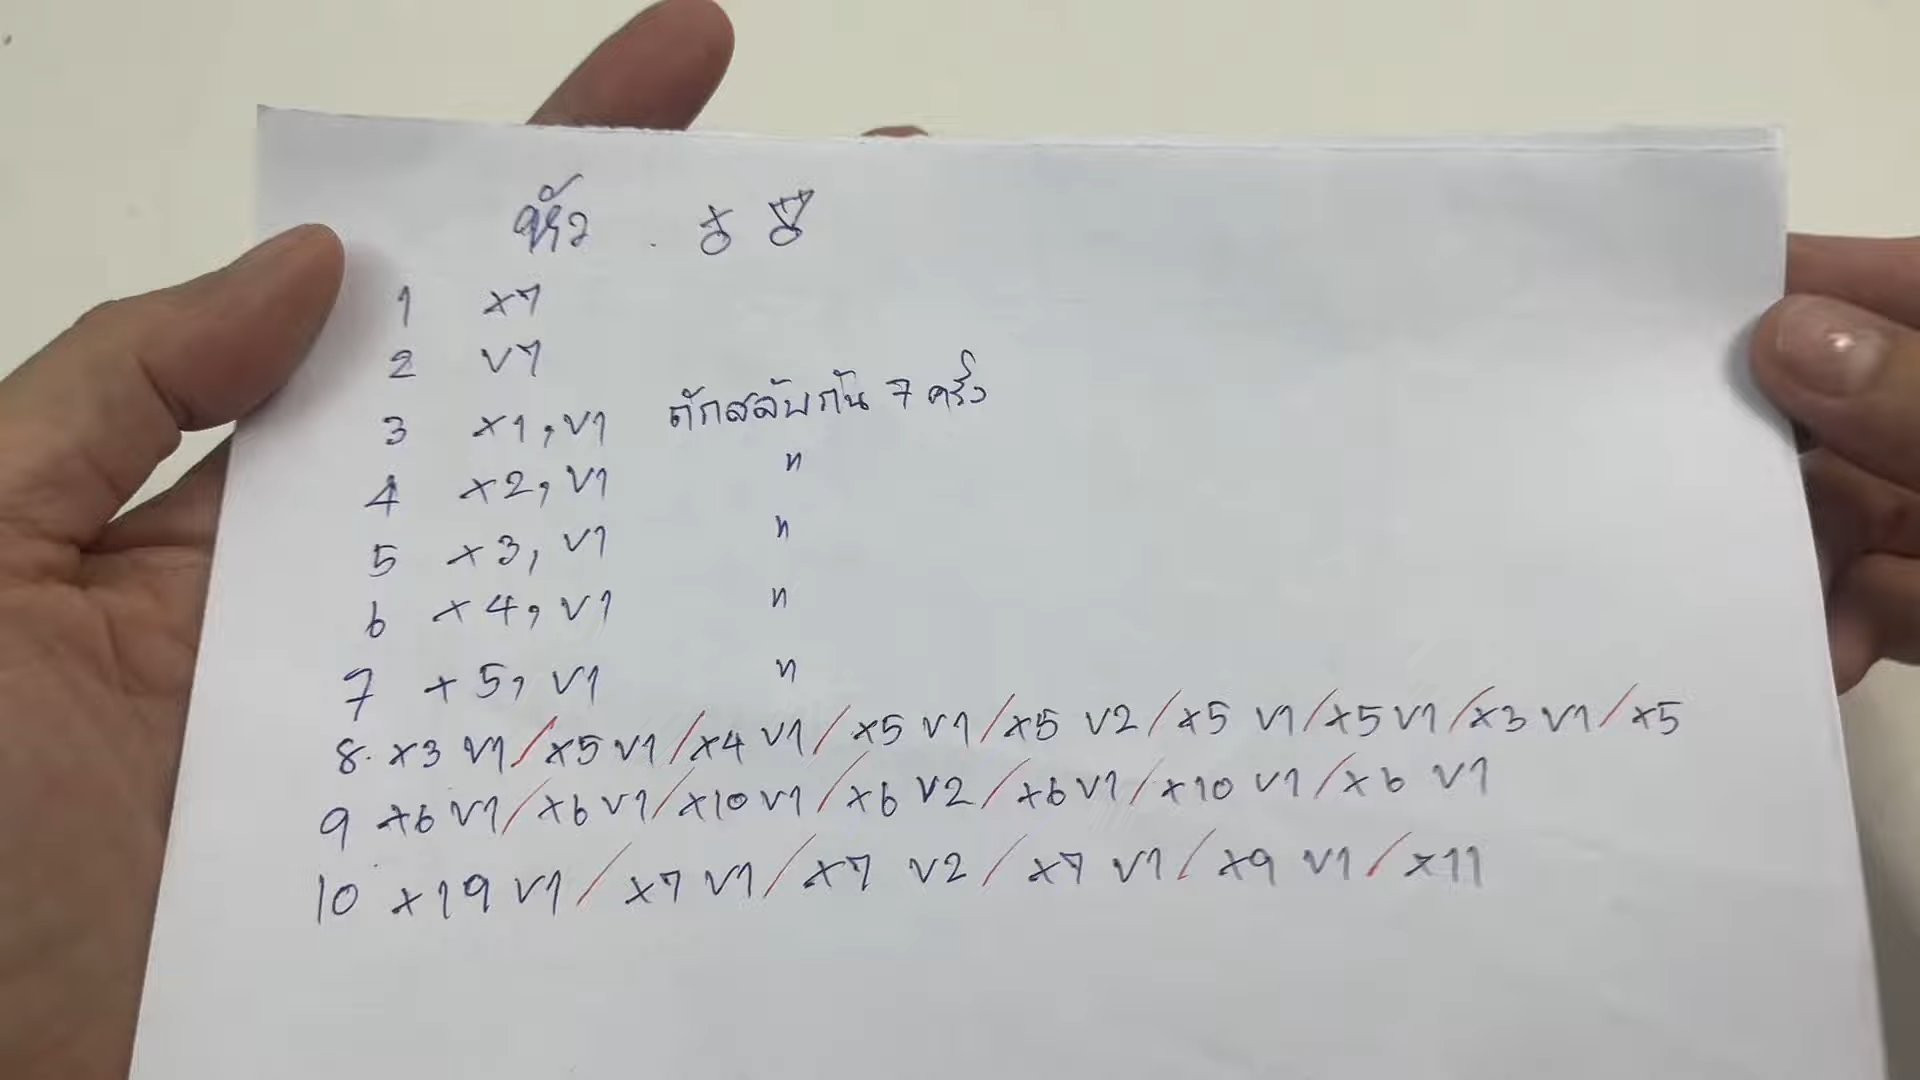 หัว
1 x7
2 v7
3 x1, v1 ถักสลับกัน 7 ครั้ง
4 x2, v1 "
5 x3, v1 "
6 x4, v1 "
7 x5, v1 "
8. x3 v1 / x5 v1 / x4 v1 / x5 v1 / x5 v2 / x5 v1 / x5 v1 / x3 v1 / x5
9 x6 v1 / x6 v1 / x10 v1 / x6 v2 / x6 v1 / x10 v1 / x6 v1
10 x19 v1 / x7 v1 / x7 v2 / x7 v1 / x9 v1 / x11